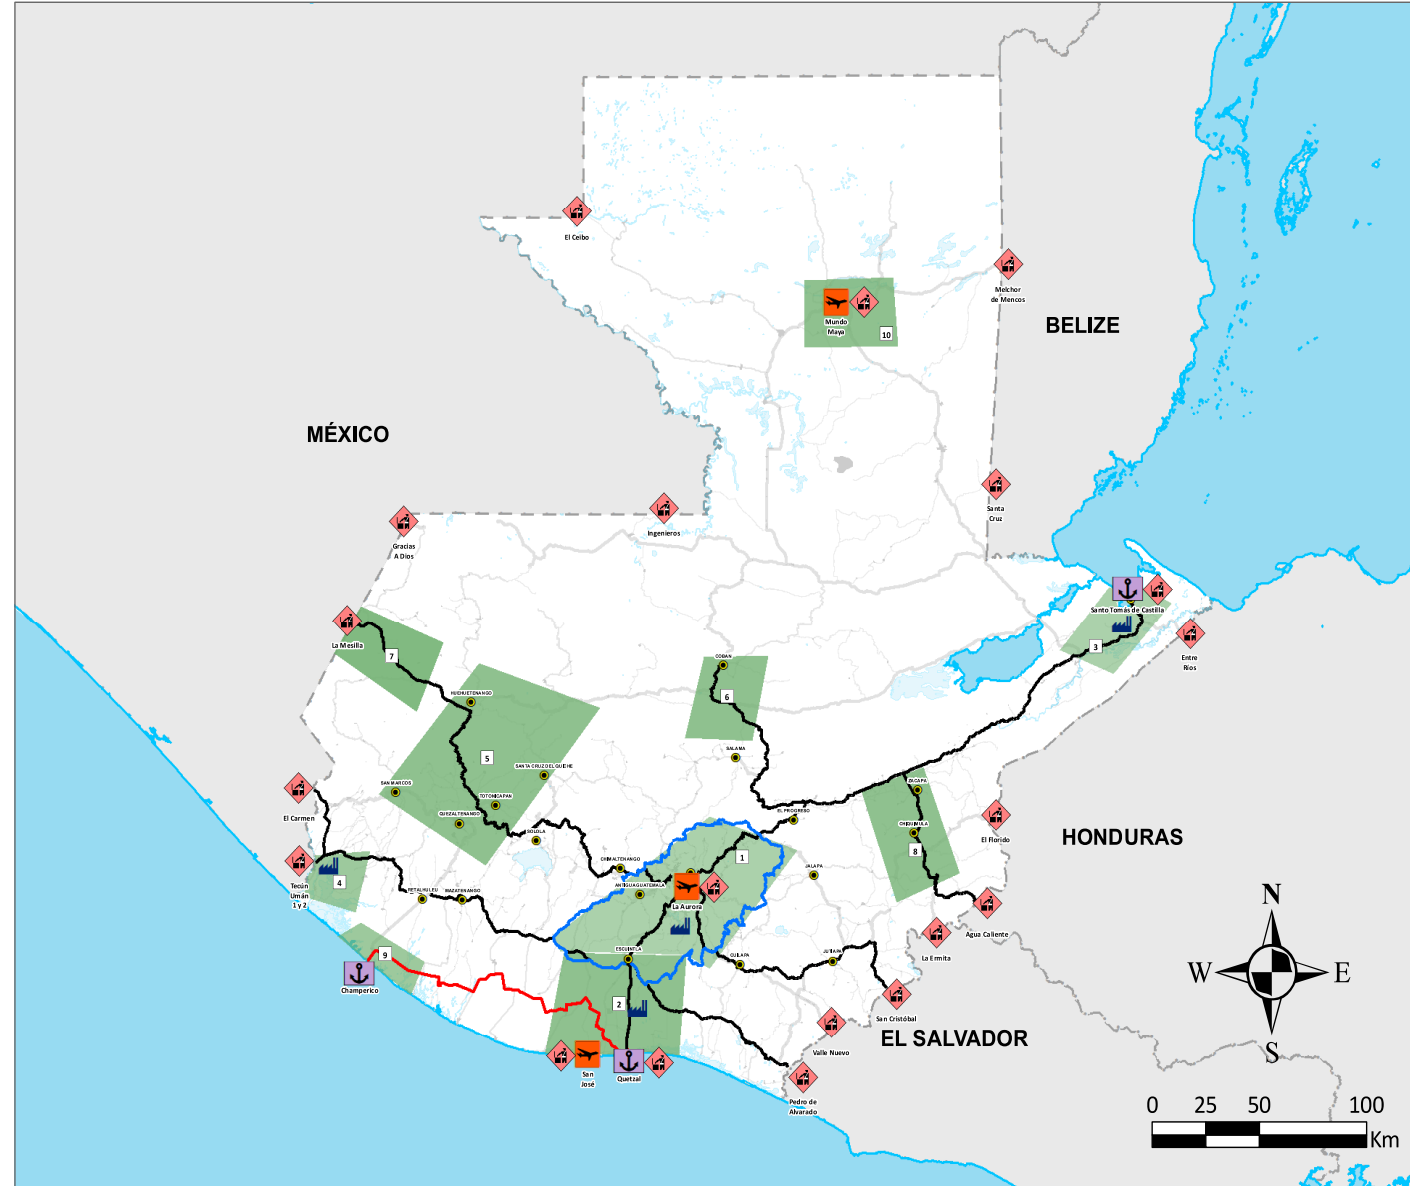 El Ceibo
Melchor
de Mencos
BELIZE
Mundo
Maya
10
MÉXICO
Santa
Cruz
Ingenieros
Gracias
A Dios
Santo Tomás de Castilla
3
Entre
Ríos
La Mesilla
7
COBAN
6
HUEHUETENANGO
5
SALAMA
SANTA CRUZ DEL QUICHE
SAN MARCOS
TOTONICAPAN
QUEZALTENANGO
SOLOLA
El Carmen
ZACAPA
EL PROGRESO
CHIQUIMULA
8
El Florido
HONDURAS
CHIMALTENANGO
1
JALAPA
Tecún
Umán
1 y 2
4
RETALHULEU
MAZATENANGO
ANTIGUA GUATEMALA
La Aurora
Agua Caliente
La Ermita
N
W
E
S
9
Champerico
ESCUINTLA
CUILAPA
JUTIAPA
San Cristóbal
2
Valle Nuevo
EL SALVADOR
San
José
Quetzal
Pedro de
Alvarado
0 25 50 100
Km